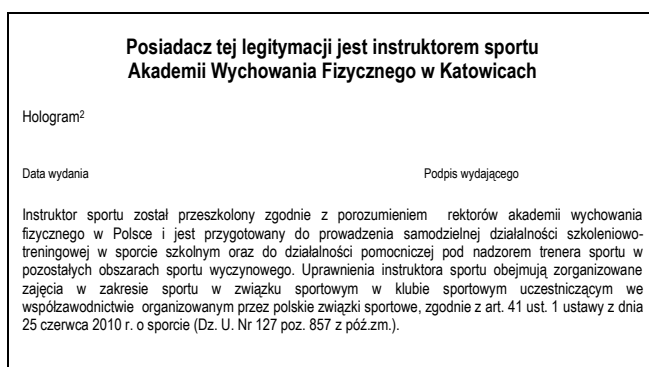 Posiadacz tej legitymacji jest instruktorem sportu
Akademii Wychowania Fizycznego w Katowicach
Hologram²
Data wydania Podpis wydającego
Instruktor sportu został przeszkolony zgodnie z porozumieniem rektorów akademii wychowania
fizycznego w Polsce i jest przygotowany do prowadzenia samodzielnej działalności szkoleniowo-
treningowej w sporcie szkolnym oraz do działalności pomocniczej pod nadzorem trenera sportu w
pozostałych obszarach sportu wyczynowego. Uprawnienia instruktora sportu obejmują zorganizowane
zajęcia w zakresie sportu w związku sportowym w klubie sportowym uczestniczącym we
współzawodnictwie organizowanym przez polskie związki sportowe, zgodnie z art. 41 ust. 1 ustawy z dnia
25 czerwca 2010 r. o sporcie (Dz. U. Nr 127 poz. 857 z póź.zm.).